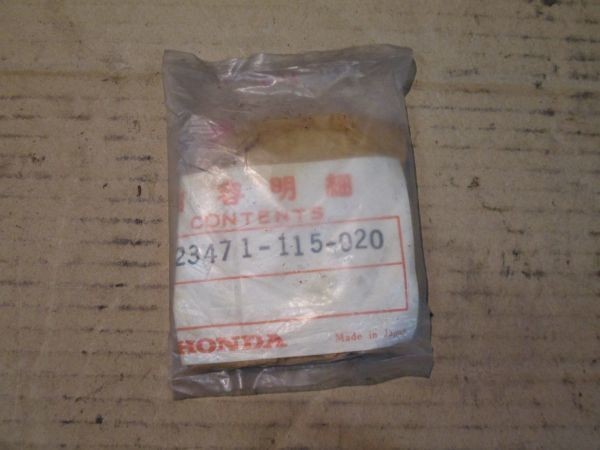 容明細
CONTENTS
23471-115-020
HONDA
Made in Japan